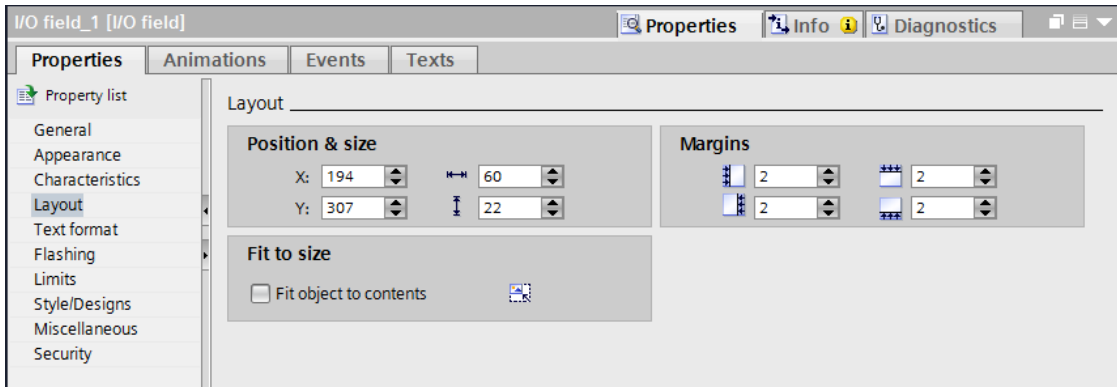 I/O field_1 [I/O field]
Properties
Info
Diagnostics
Properties
Animations
Events
Texts
Property list
General
Appearance
Characteristics
Layout
Text format
Flashing
Limits
Style/Designs
Miscellaneous
Security
Layout
Position & size
X: 194
60
Y: 307
22
Margins
2
2
2
2
Fit to size
Fit object to contents